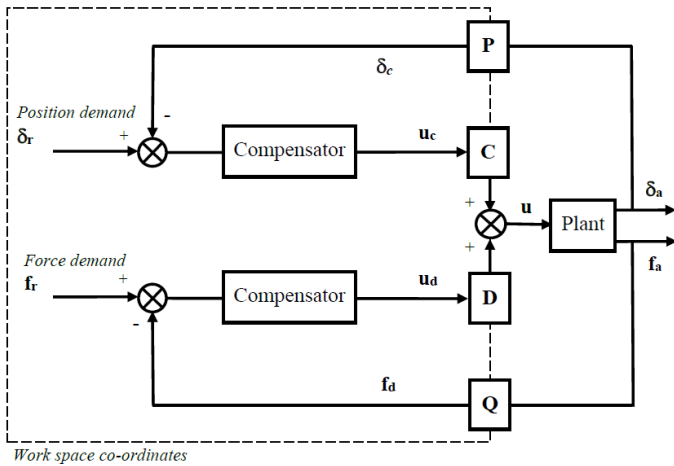 P
δc
Position demand
-
δr
+
Compensator
uc
C
δa
+
u
Plant
Force demand
+
fa
fr
+
Compensator
ud
D
-
fd
Q
Work space co-ordinates